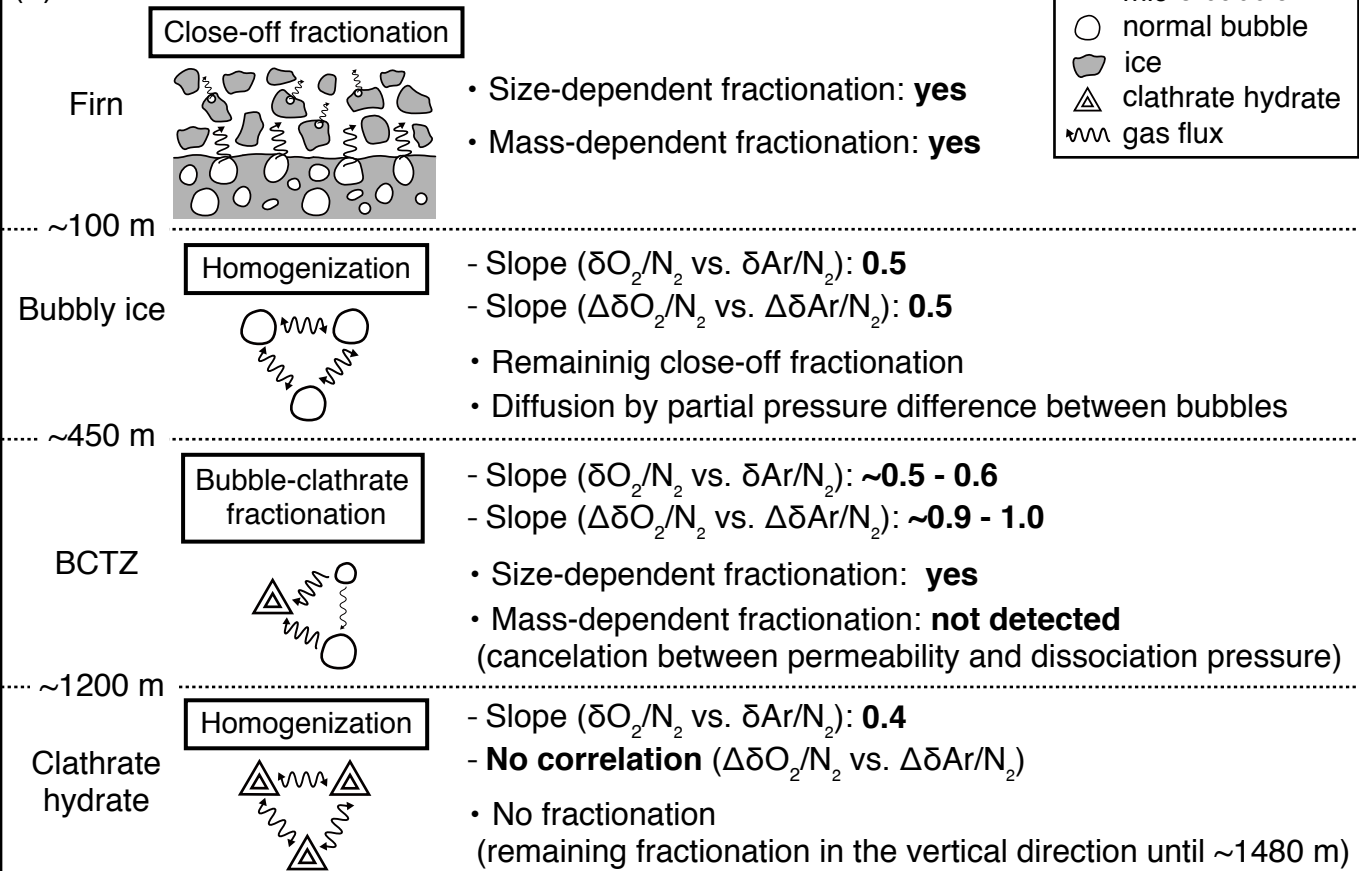 Close-off fractionation
Firn
・Size-dependent fractionation: yes
・Mass-dependent fractionation: yes
normal bubble
ice
clathrate hydrate
gas flux
~100 m
Homogenization
Bubbly ice
- Slope (δO₂/N₂ vs. δAr/N₂): 0.5
- Slope (ΔδO₂/N₂ vs. ΔδAr/N₂): 0.5
・Remaininig close-off fractionation
・Diffusion by partial pressure difference between bubbles
~450 m
Bubble-clathrate
fractionation
BCTZ
- Slope (δO₂/N₂ vs. δAr/N₂): ~0.5 - 0.6
- Slope (ΔδO₂/N₂ vs. ΔδAr/N₂): ~0.9 - 1.0
・Size-dependent fractionation: yes
・Mass-dependent fractionation: not detected
(cancelation between permeability and dissociation pressure)
~1200 m
Homogenization
Clathrate
hydrate
- Slope (δO₂/N₂ vs. δAr/N₂): 0.4
- No correlation (ΔδO₂/N₂ vs. ΔδAr/N₂)
・No fractionation
(remaining fractionation in the vertical direction until ~1480 m)